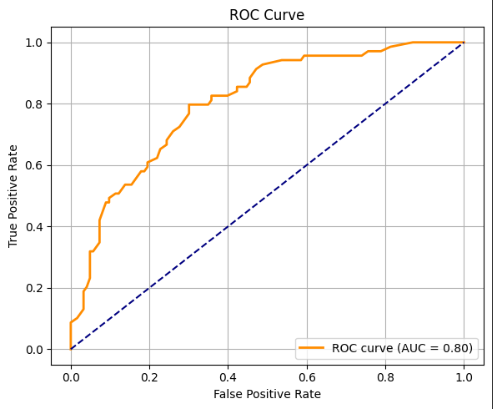 ROC Curve
1.0
0.8
0.6
0.4
0.2
0.0
True Positive Rate
ROC curve (AUC = 0.80)
0.0 0.2 0.4 0.6 0.8 1.0
False Positive Rate